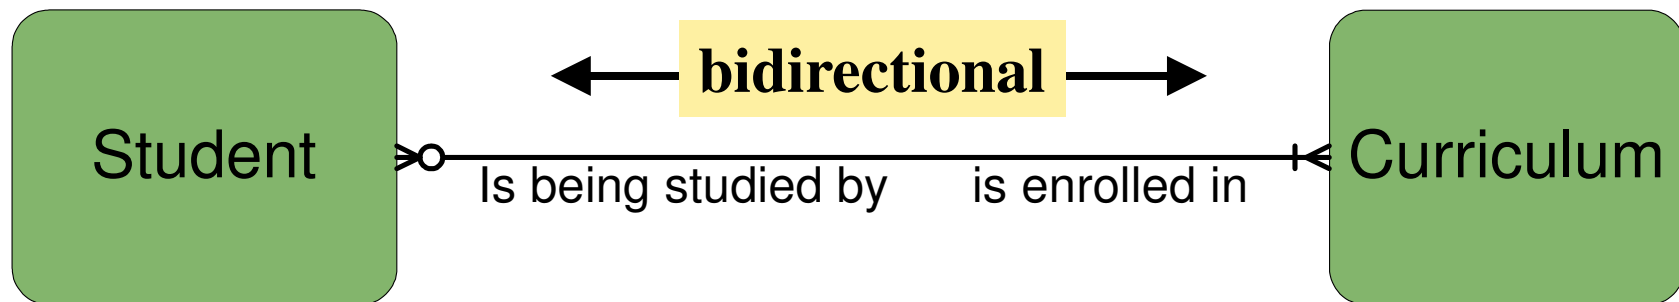 bidirectional
Student
Curriculum
Is being studied by
is enrolled in